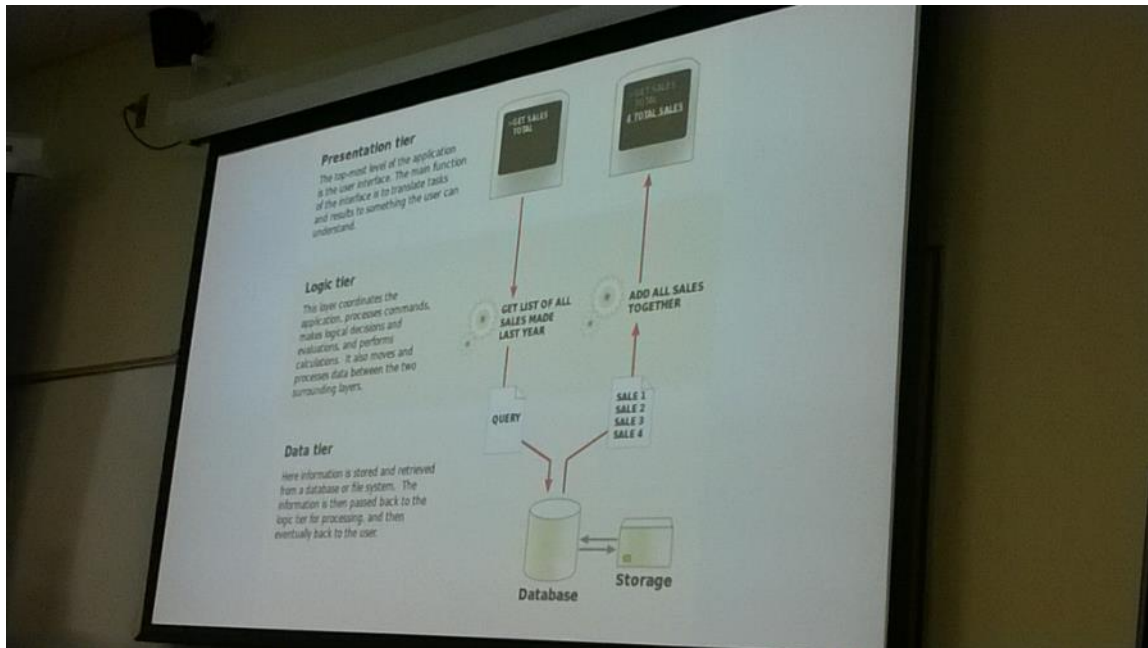 Presentation tier
The top-most level of the application
is the user interface. The main function
of the interface is to translate tasks
and results to something the user can
understand.
>GET SALES
TOTAL
>GET SALES
TOTAL
4 TOTAL SALES
Logic tier
This layer coordinates the
application, processes commands,
makes logical decisions and
evaluations, and performs
calculations. It also moves and
processes data between the two
surrounding layers.
GET LIST OF ALL
SALES MADE
LAST YEAR
ADD ALL SALES
TOGETHER
QUERY
SALE 1
SALE 2
SALE 3
SALE 4
Data tier
Here information is stored and retrieved
from a database or file system. The
information is then passed back to the
logic tier for processing, and then
eventually back to the user.
Database
Storage